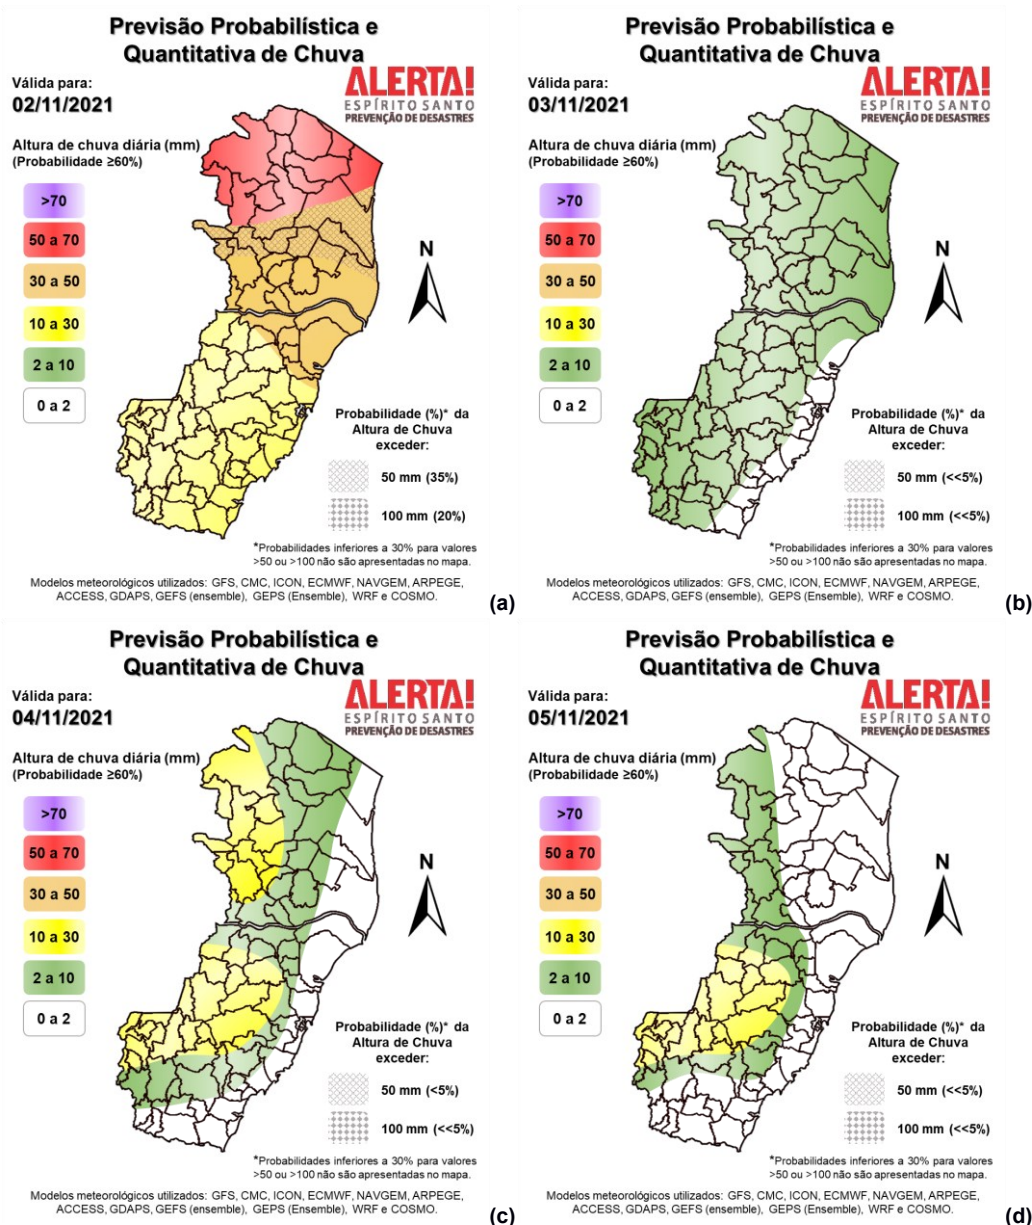 Previsão Probabilística e
Quantitativa de Chuva
Válida para:
02/11/2021
ALERTA!
ESPÍRITO SANTO
PREVENÇÃO DE DESASTRES
Altura de chuva diária (mm)
(Probabilidade ≥60%)
>70
50 a 70
30 a 50
10 a 30
2 a 10
0 a 2
N
Probabilidade (%)* da
Altura de Chuva
exceder:
50 mm (35%)
100 mm (20%)
*Probabilidades inferiores a 30% para valores
>50 ou >100 não são apresentadas no mapa.
Modelos meteorológicos utilizados: GFS, CMC, ICON, ECMWF, NAVGEM, ARPEGE,
ACCESS, GDAPS, GEFS (ensemble), GEPS (Ensemble), WRF e COSMO.
(a)
Previsão Probabilística e
Quantitativa de Chuva
Válida para:
03/11/2021
ALERTA!
ESPÍRITO SANTO
PREVENÇÃO DE DESASTRES
Altura de chuva diária (mm)
(Probabilidade ≥60%)
>70
50 a 70
30 a 50
10 a 30
2 a 10
0 a 2
N
Probabilidade (%)* da
Altura de Chuva
exceder:
50 mm (<<5%)
100 mm (<<5%)
*Probabilidades inferiores a 30% para valores
>50 ou >100 não são apresentadas no mapa.
Modelos meteorológicos utilizados: GFS, CMC, ICON, ECMWF, NAVGEM, ARPEGE,
ACCESS, GDAPS, GEFS (ensemble), GEPS (Ensemble), WRF e COSMO.
(b)
Previsão Probabilística e
Quantitativa de Chuva
Válida para:
04/11/2021
ALERTA!
ESPÍRITO SANTO
PREVENÇÃO DE DESASTRES
Altura de chuva diária (mm)
(Probabilidade ≥60%)
>70
50 a 70
30 a 50
10 a 30
2 a 10
0 a 2
N
Probabilidade (%)* da
Altura de Chuva
exceder:
50 mm (<5%)
100 mm (<<5%)
*Probabilidades inferiores a 30% para valores
>50 ou >100 não são apresentadas no mapa.
Modelos meteorológicos utilizados: GFS, CMC, ICON, ECMWF, NAVGEM, ARPEGE,
ACCESS, GDAPS, GEFS (ensemble), GEPS (Ensemble), WRF e COSMO.
(c)
Previsão Probabilística e
Quantitativa de Chuva
Válida para:
05/11/2021
ALERTA!
ESPÍRITO SANTO
PREVENÇÃO DE DESASTRES
Altura de chuva diária (mm)
(Probabilidade ≥60%)
>70
50 a 70
30 a 50
10 a 30
2 a 10
0 a 2
N
Probabilidade (%)* da
Altura de Chuva
exceder:
50 mm (<<5%)
100 mm (<<5%)
*Probabilidades inferiores a 30% para valores
>50 ou >100 não são apresentadas no mapa.
Modelos meteorológicos utilizados: GFS, CMC, ICON, ECMWF, NAVGEM, ARPEGE,
ACCESS, GDAPS, GEFS (ensemble), GEPS (Ensemble), WRF e COSMO.
(d)